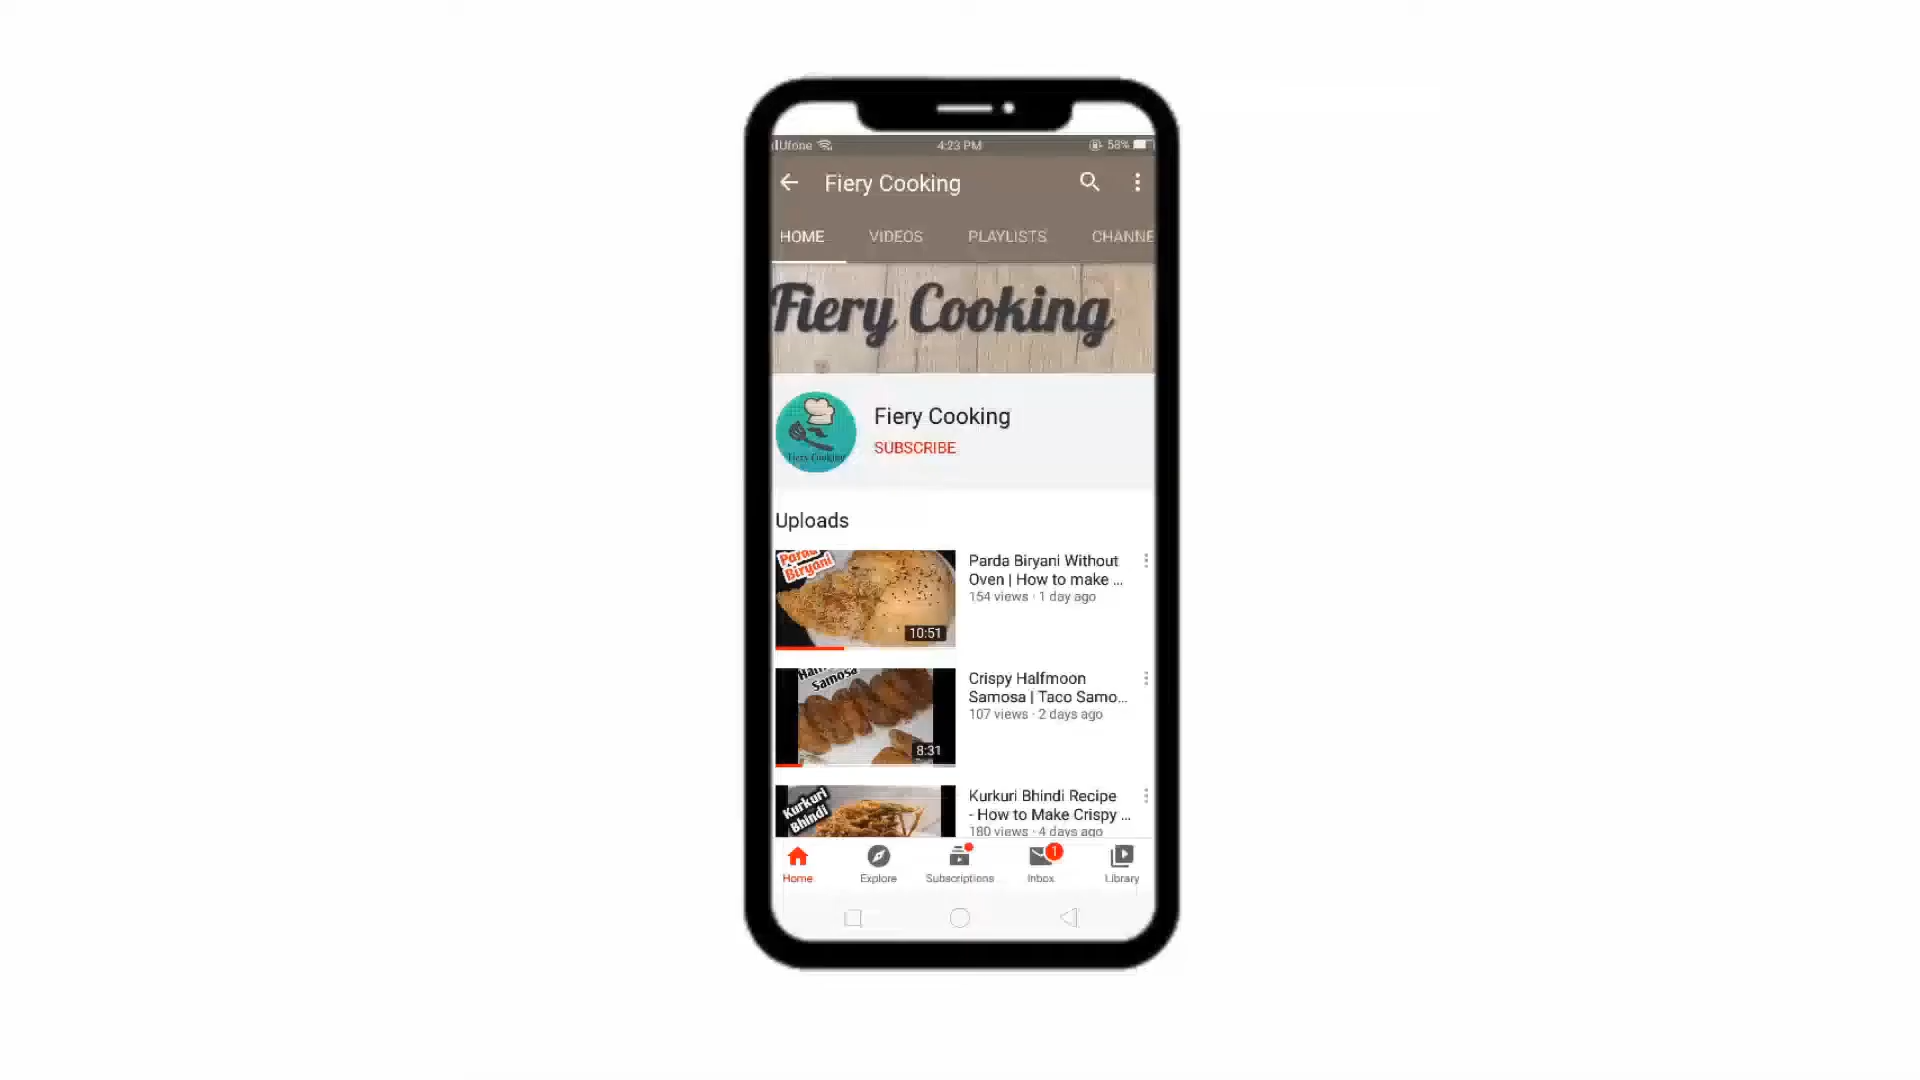 Ufone 4:23 PM 58%
Fiery Cooking
HOME VIDEOS PLAYLISTS CHANNE
Fiery Cooking
Fiery Cooking
Fiery Cooking
SUBSCRIBE
Uploads
Parda
Biryani
10:51
Parda Biryani Without
Oven | How to make ...
154 views · 1 day ago
Samosa
8:31
Crispy Halfmoon
Samosa | Taco Samo...
107 views · 2 days ago
Kurkuri
Bhindi
Kurkuri Bhindi Recipe
- How to Make Crispy ...
180 views · 4 days ago
1
Home Explore Subscriptions Inbox Library